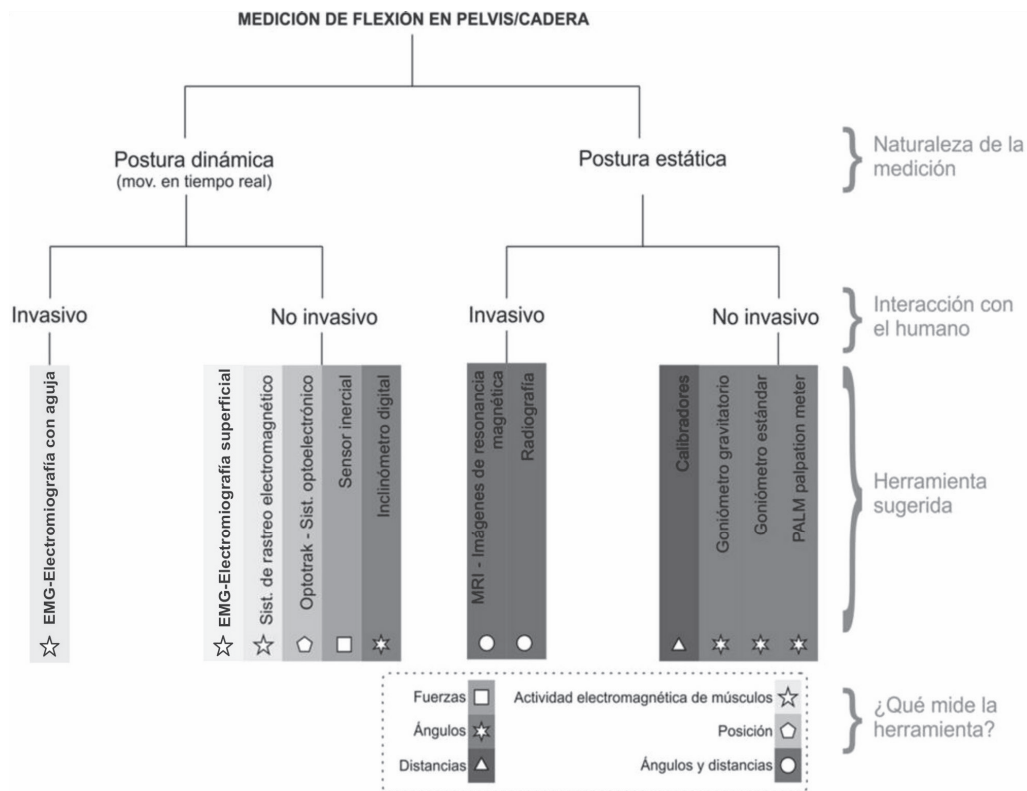 MEDICIÓN DE FLEXIÓN EN PELVIS/CADERA
Postura dinámica
(mov. en tiempo real)
Postura estática
Naturaleza de la
medición
Invasivo
No invasivo
Invasivo
No invasivo
Interacción con
el humano
EMG-Electromiografía con aguja
EMG-Electromiografía superficial
Sist. de rastreo electromagnético
Optotrak - Sist. optoelectrónico
Sensor inercial
Inclinómetro digital
MRI - Imágenes de resonancia
magnética
Radiografía
Calibradores
Goniómetro gravitatorio
Goniómetro estándar
PALM palpation meter
Herramienta
sugerida
Fuerzas
Actividad electromagnética de músculos
Ángulos
Posición
Distancias
Ángulos y distancias
¿Qué mide la
herramienta?